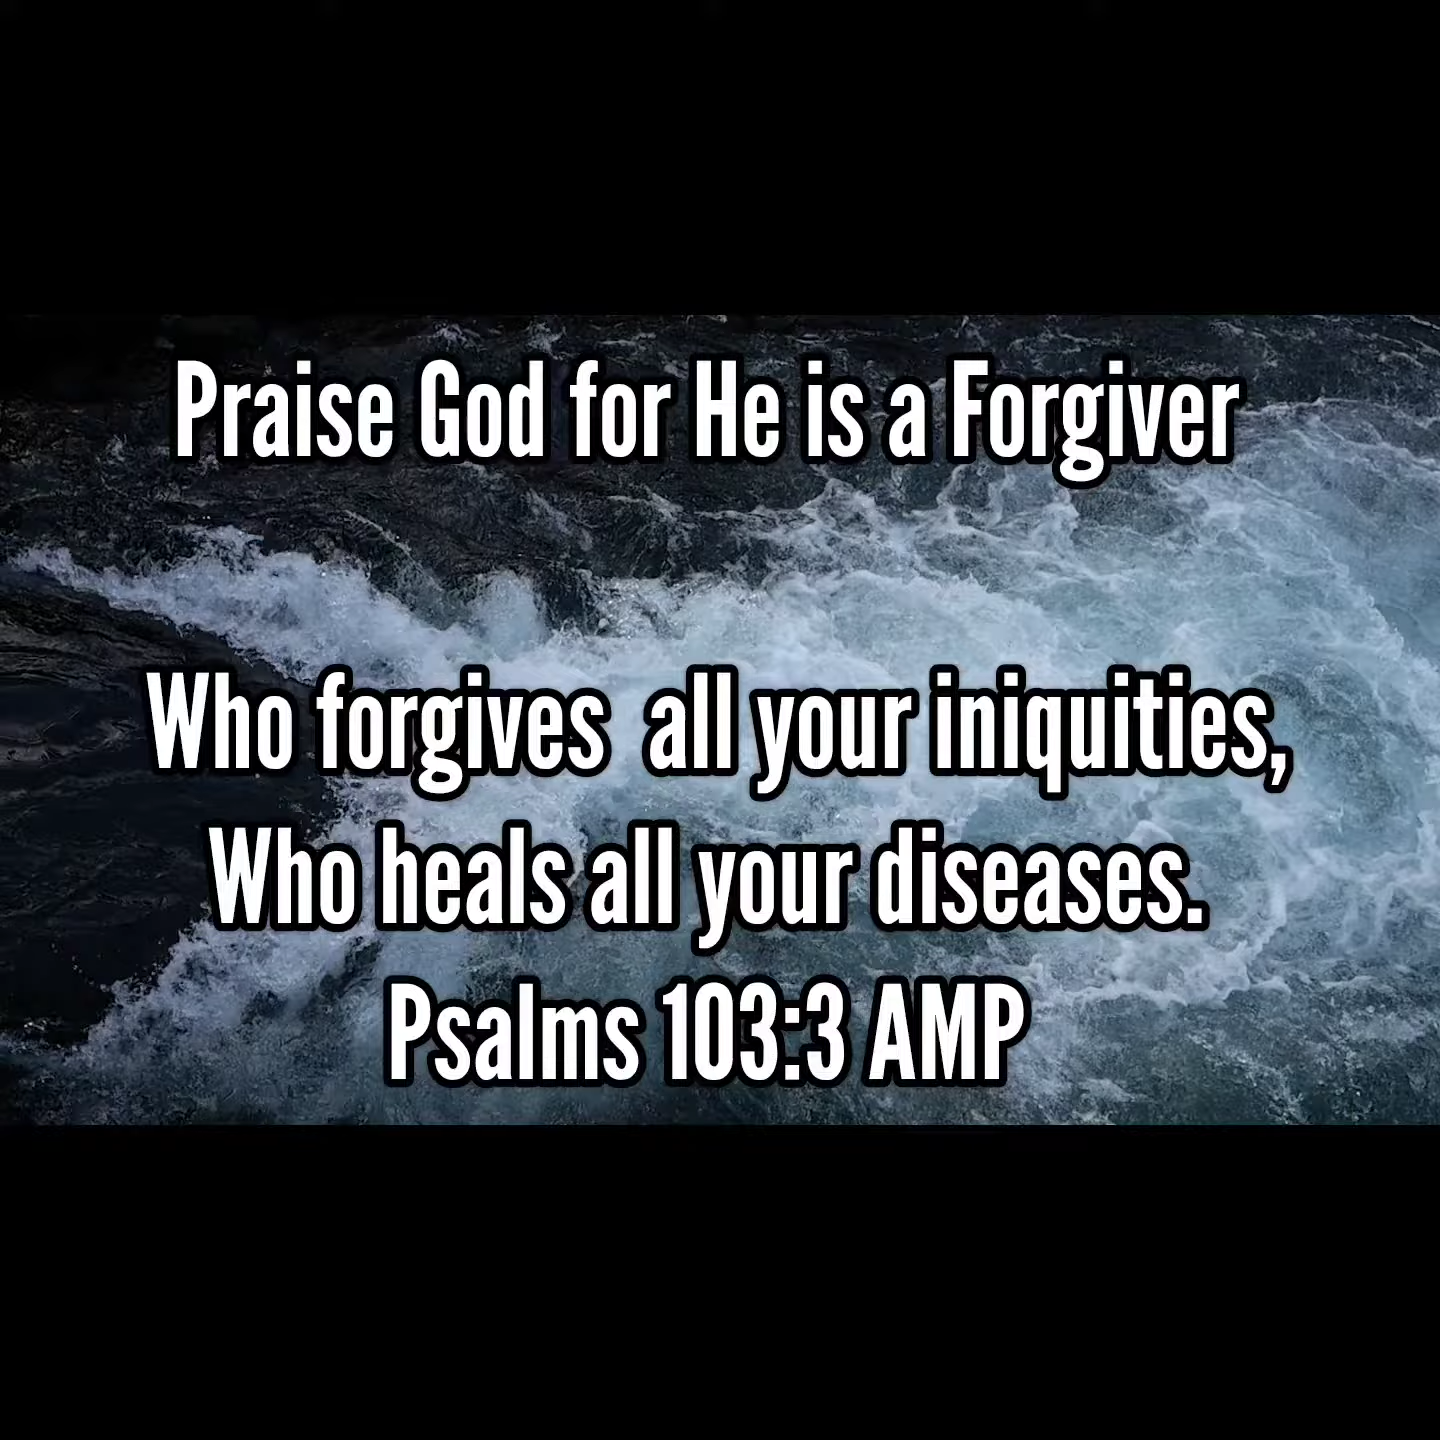 Praise God for He is a Forgiver
Who forgives  all your iniquities,
Who heals all your diseases.
Psalms 103:3 AMP